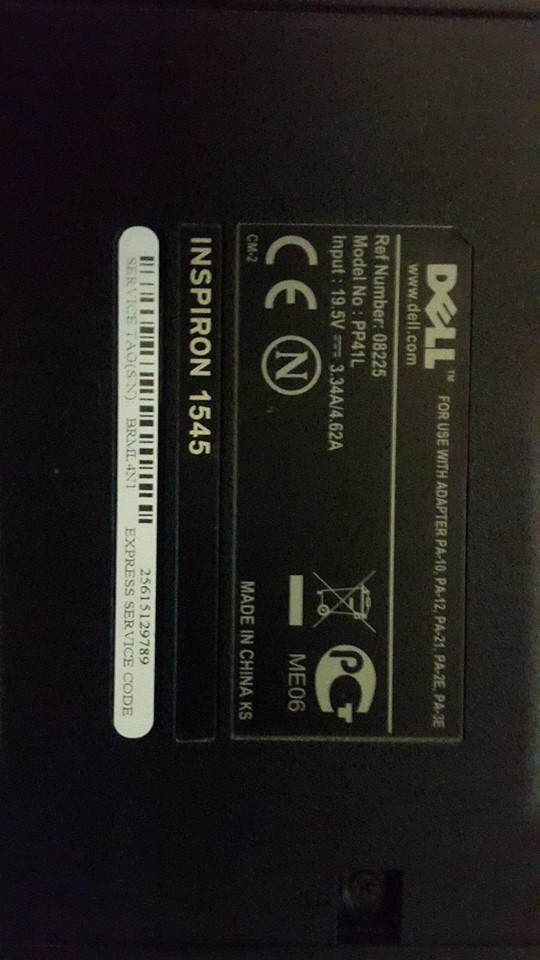 DELL™ FOR USE WITH ADAPTER PA-10, PA-12, PA-21, PA-2E, PA-3E
www.dell.com
Ref Number: 08225
Model No : PP41L
Input : 19.5V ⎓ 3.34A/4.62A
CE N
PCT
ME06
CM-2
MADE IN CHINA KS
INSPIRON 1545
25615129789
SERVICE TAG(S/N) BRML4N1 EXPRESS SERVICE CODE